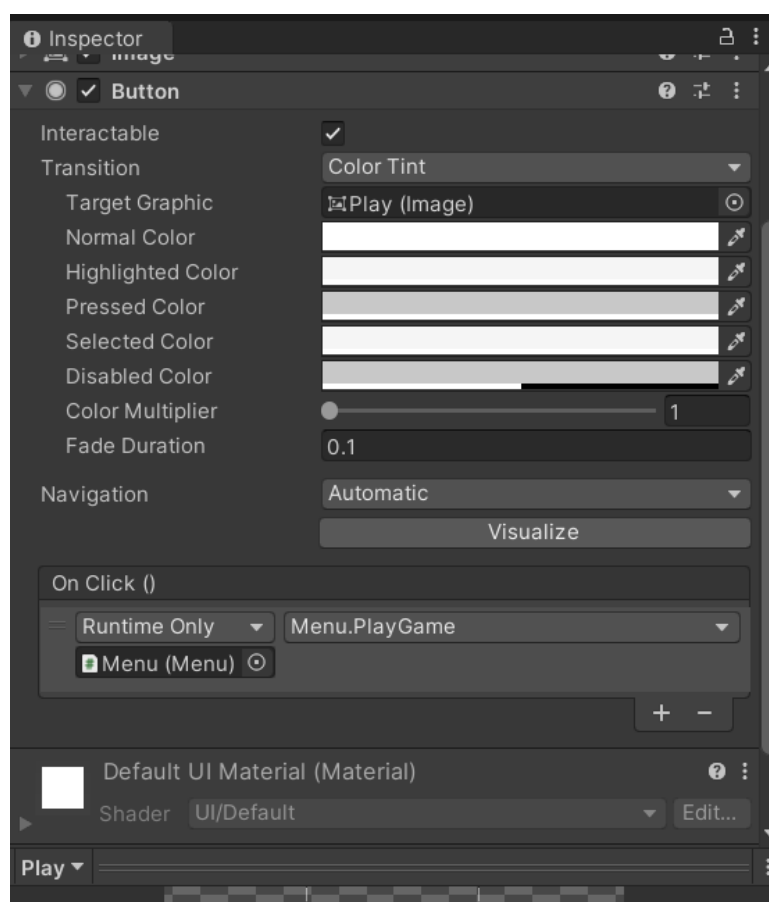 Inspector
Image
Button
Interactable
Transition Color Tint
Target Graphic Play (Image)
Normal Color
Highlighted Color
Pressed Color
Selected Color
Disabled Color
Color Multiplier 1
Fade Duration 0.1
Navigation Automatic
Visualize
On Click ()
Runtime Only Menu.PlayGame
Menu (Menu)
Default UI Material (Material)
Shader UI/Default Edit...
Play